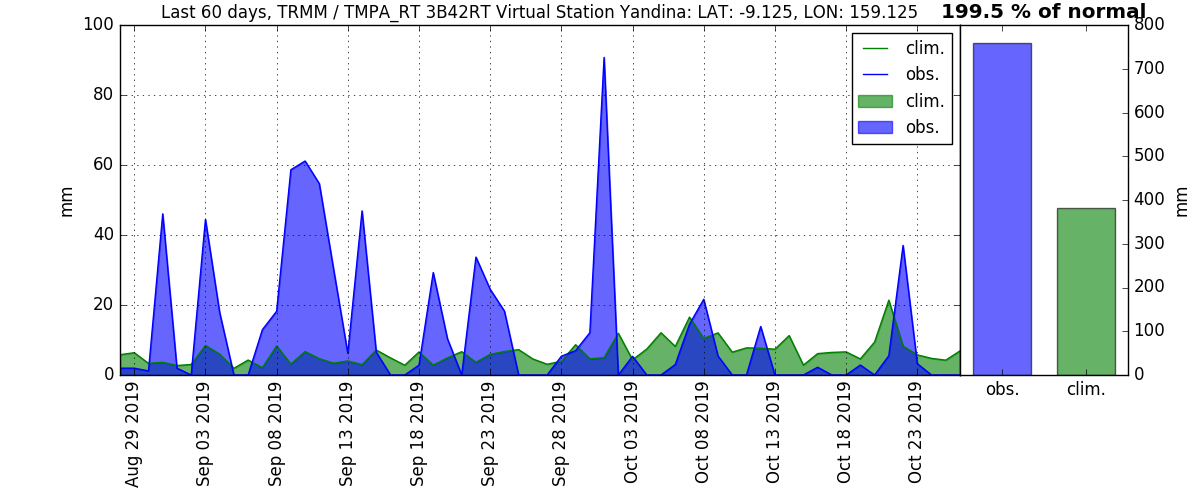 Last 60 days, TRMM / TMPA_RT 3B42RT Virtual Station Yandina: LAT: -9.125, LON: 159.125
199.5 % of normal
100
80
60
40
20
0
mm
clim.
obs.
clim.
obs.
800
700
600
500
400
300
200
100
0
mm
Aug 29 2019
Sep 03 2019
Sep 08 2019
Sep 13 2019
Sep 18 2019
Sep 23 2019
Sep 28 2019
Oct 03 2019
Oct 08 2019
Oct 13 2019
Oct 18 2019
Oct 23 2019
obs.
clim.